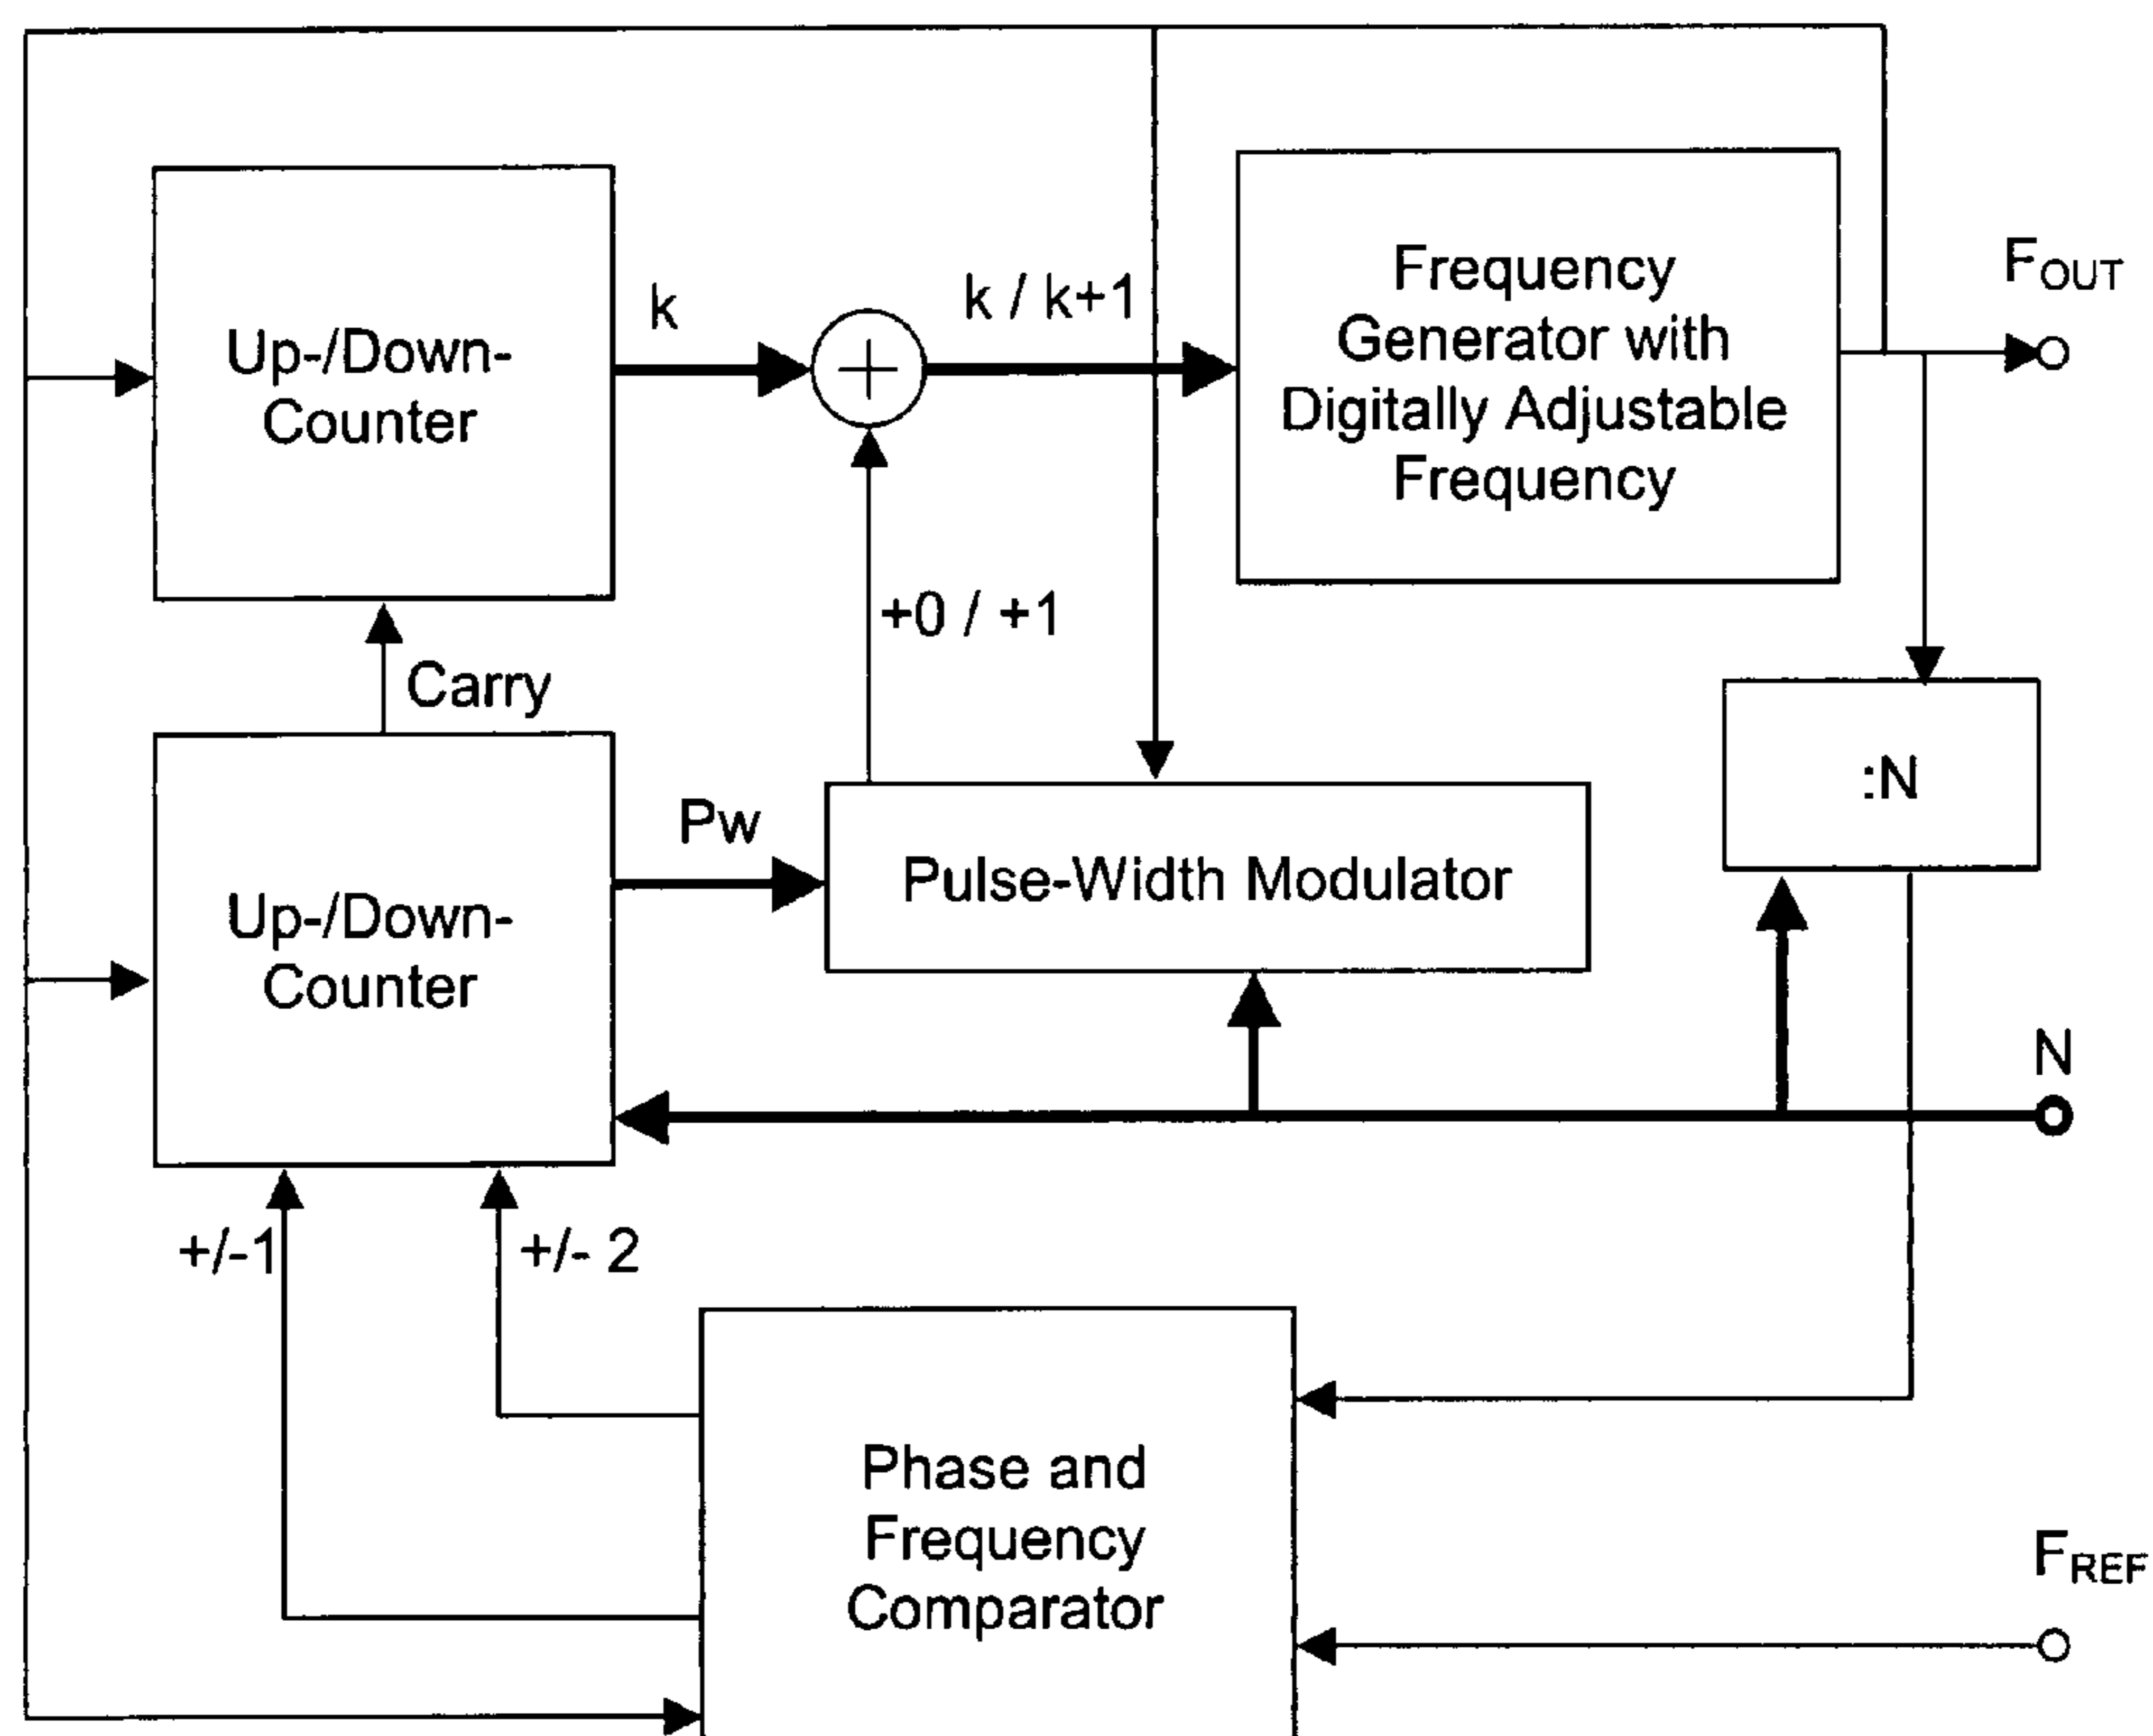 Up-/Down-
Counter
k
+
k / k+1
Frequency
Generator with
Digitally Adjustable
Frequency
FOUT
+0 / +1
Carry
Up-/Down-
Counter
Pw
Pulse-Width Modulator
:N
N
+/-1
+/- 2
Phase and
Frequency
Comparator
FREF